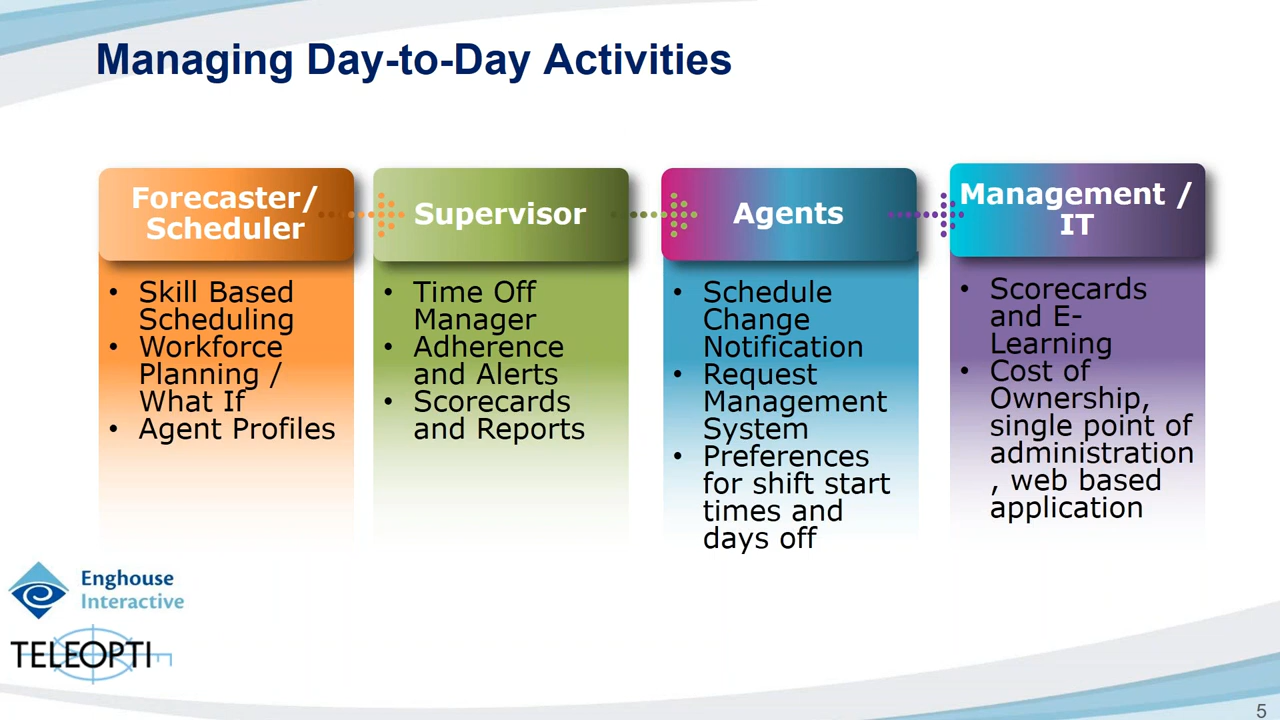 Managing Day-to-Day Activities
Forecaster/
Scheduler
• Skill Based
Scheduling
• Workforce
Planning /
What If
• Agent Profiles
Supervisor
• Time Off
Manager
• Adherence
and Alerts
• Scorecards
and Reports
Agents
• Schedule
Change
Notification
• Request
Management
System
• Preferences
for shift start
times and
days off
Management /
IT
• Scorecards
and E-
Learning
• Cost of
Ownership,
single point of
administration
, web based
application
Enghouse
Interactive
TELEOPTI
5